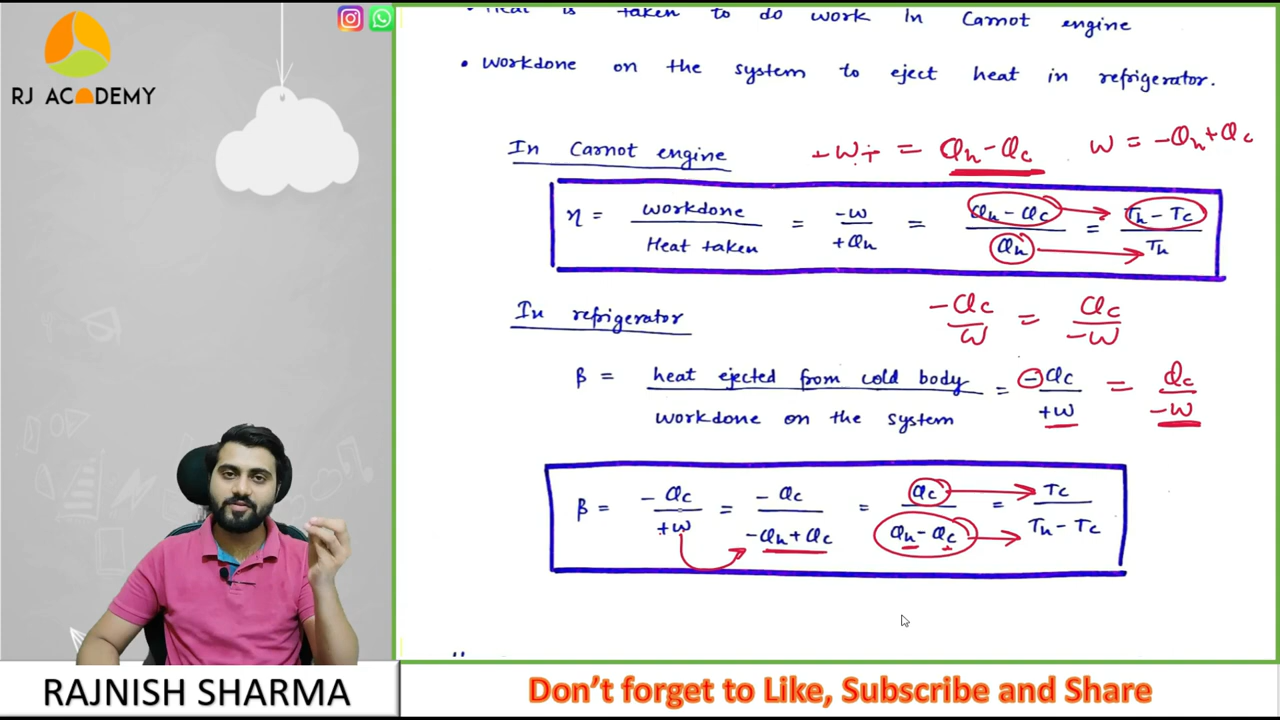 RJ ACADEMY
• Heat is taken to do work in Carnot engine
• workdone on the system to eject heat in refrigerator.
In Carnot engine
= Qh - Qc
W = -Qh + Qc
η = workdone / Heat taken = -W / +Qh = Qh - Qc / Qh = Th - Tc / Th
In refrigerator
-Qc / W = Qc / -W
β = heat ejected from cold body / workdone on the system = -Qc / +W = Qc / -W
β = -Qc / +W = -Qc / -Qh + Qc = Qc / Qh - Qc = Tc / Th - Tc
RAJNISH SHARMA
Don't forget to Like, Subscribe and Share